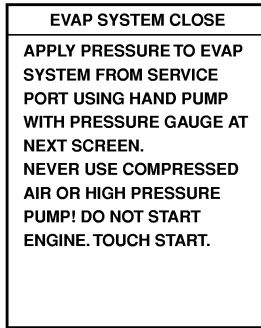 EVAP SYSTEM CLOSE
APPLY PRESSURE TO EVAP
SYSTEM FROM SERVICE
PORT USING HAND PUMP
WITH PRESSURE GAUGE AT
NEXT SCREEN.
NEVER USE COMPRESSED
AIR OR HIGH PRESSURE
PUMP! DO NOT START
ENGINE. TOUCH START.